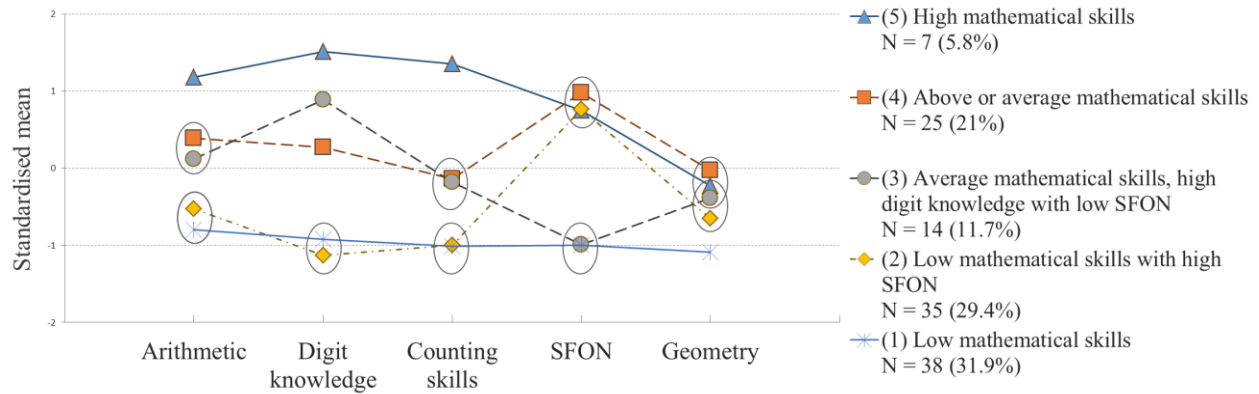 2
1
0
-1
-2
Standardised mean
Arithmetic
Digit
knowledge
Counting
skills
SFON
Geometry
(5) High mathematical skills
N = 7 (5.8%)
(4) Above or average mathematical skills
N = 25 (21%)
(3) Average mathematical skills, high
digit knowledge with low SFON
N = 14 (11.7%)
(2) Low mathematical skills with high
SFON
N = 35 (29.4%)
(1) Low mathematical skills
N = 38 (31.9%)